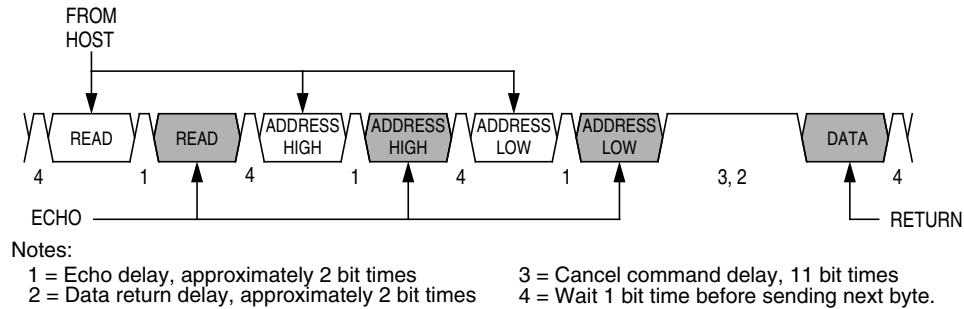 FROM
HOST
READ READ ADDRESS HIGH ADDRESS HIGH ADDRESS LOW ADDRESS LOW DATA
4 1 4 1 4 1 3, 2 4
ECHO RETURN
Notes:
1 = Echo delay, approximately 2 bit times
2 = Data return delay, approximately 2 bit times
3 = Cancel command delay, 11 bit times
4 = Wait 1 bit time before sending next byte.